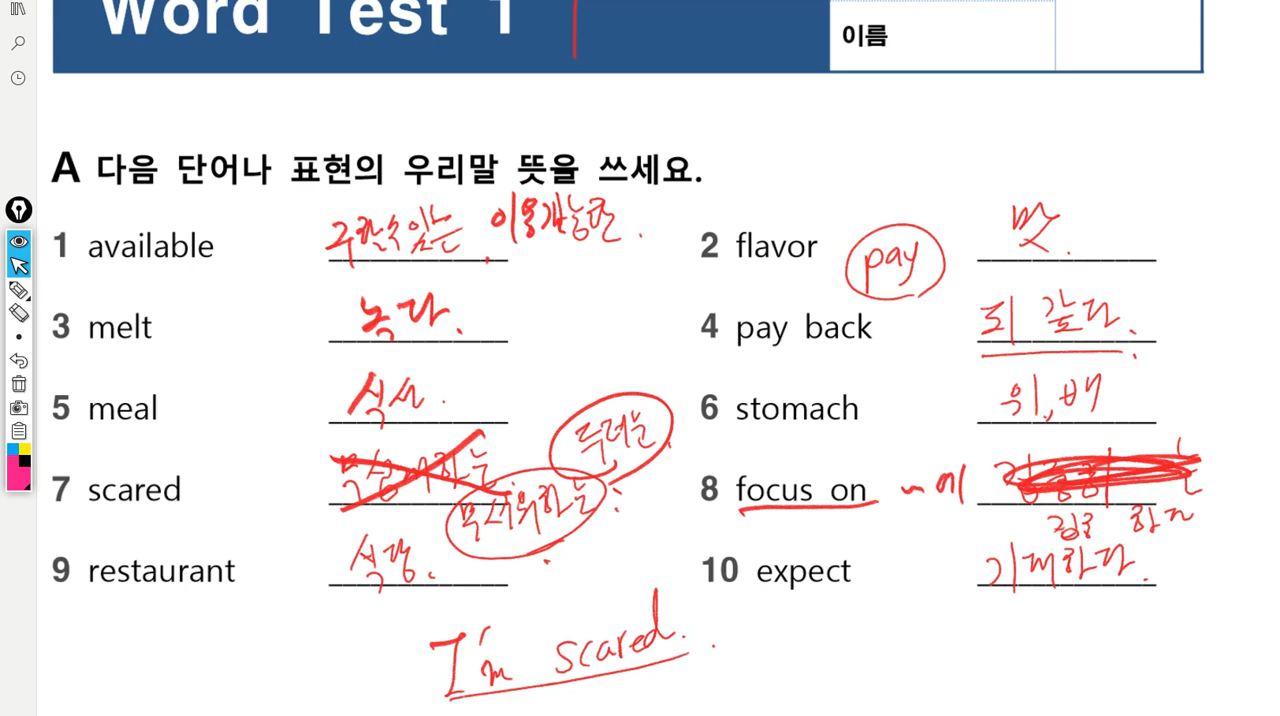 Word Test 1
이름
A 다음 단어나 표현의 우리말 뜻을 쓰세요.
1 available 구할수있는. 이용가능한.
2 flavor pay 맛.
3 melt 녹다.
4 pay back 되 갚다.
5 meal 식사.
6 stomach 위, 배
두려운
7 scared
무서워하는
8 focus on ~에
집중 하다
9 restaurant 식당.
10 expect 기대하다.
I'm scared.